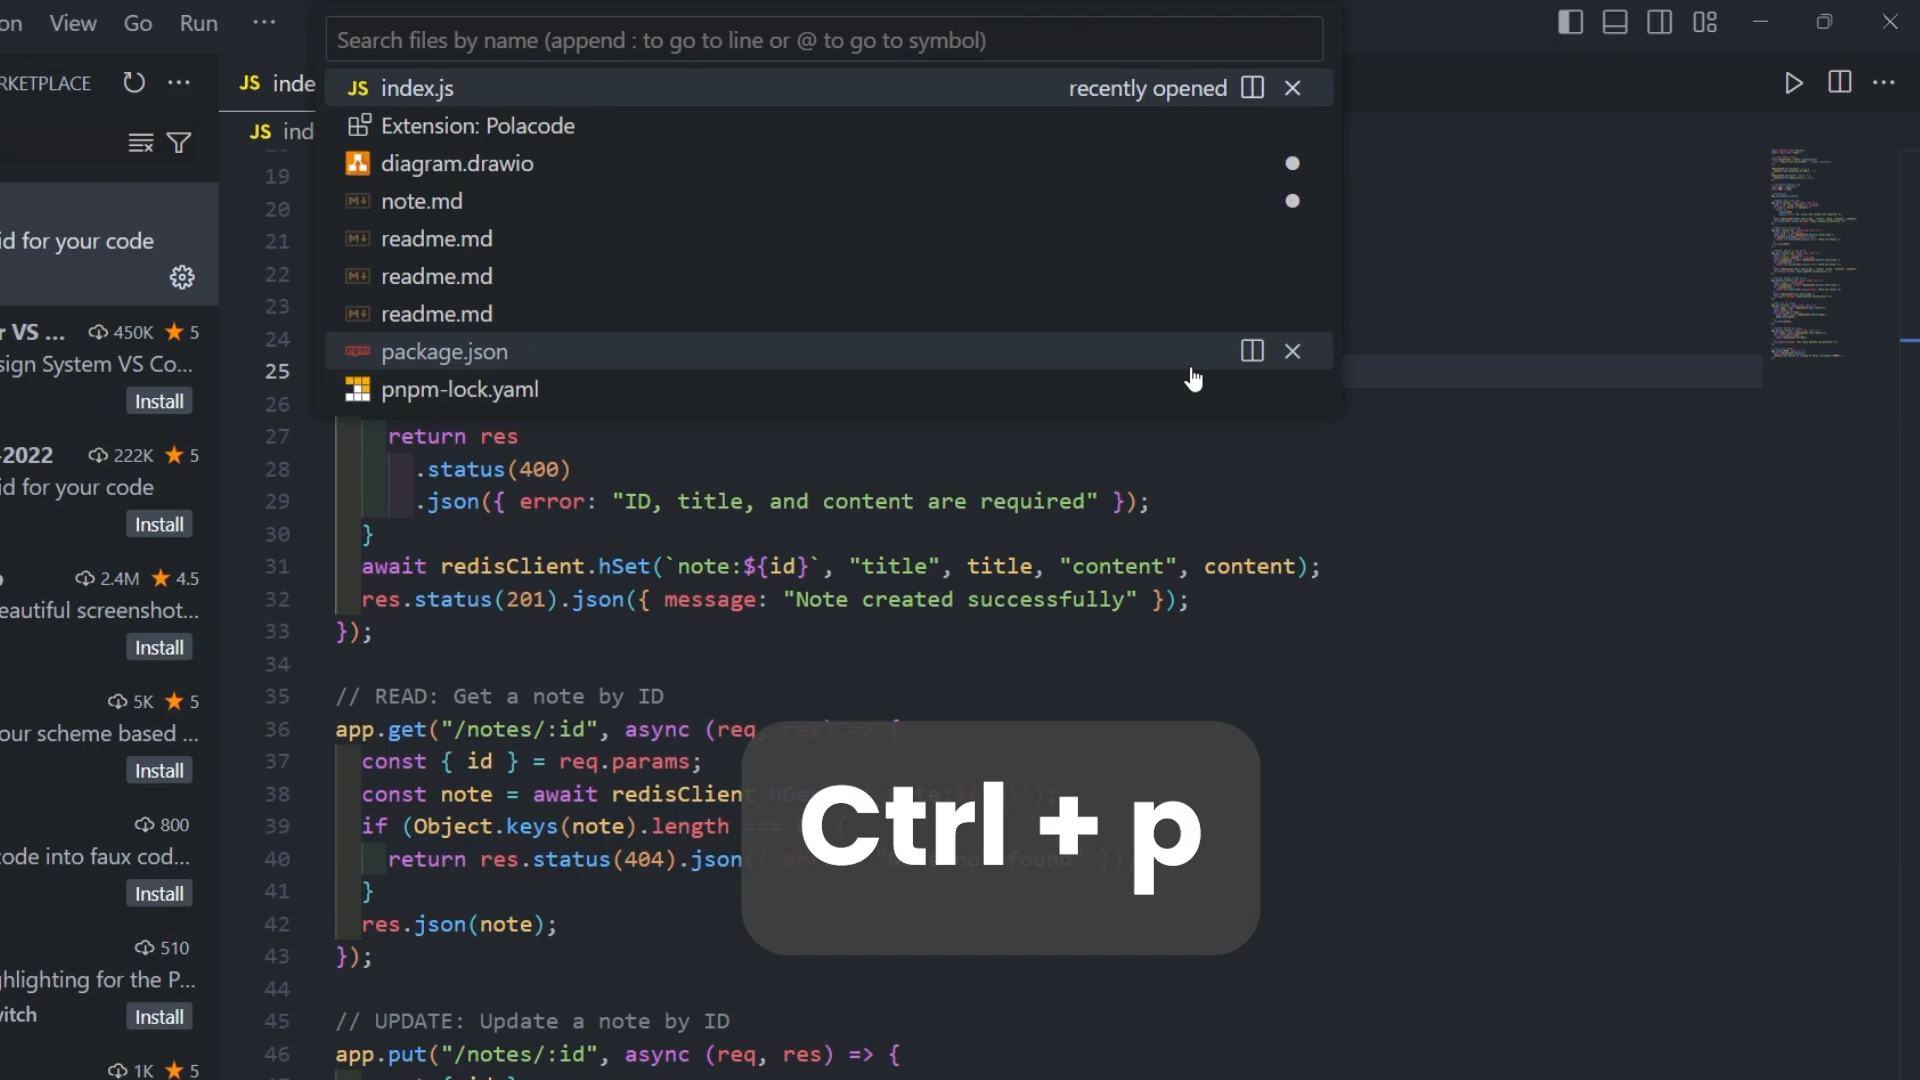 on View Go Run ···
Search files by name (append : to go to line or @ to go to symbol)
RKETPLACE ···
JS inde
JS ind
JS index.js recently opened
Extension: Polacode
diagram.drawio
note.md
readme.md
readme.md
readme.md
npm package.json
pnpm-lock.yaml
id for your code
r VS ... 450K ★ 5
sign System VS Co...
Install
-2022 222K ★ 5
id for your code
Install
2.4M ★ 4.5
eautiful screenshot...
Install
5K ★ 5
our scheme based ...
Install
800
code into faux cod...
Install
510
ghlighting for the P...
witch Install
1K ★ 5
19
20
21
22
23
24
25
26
27 return res
28 .status(400)
29 .json({ error: "ID, title, and content are required" });
30 }
31 await redisClient.hSet(`note:${id}`, "title", title, "content", content);
32 res.status(201).json({ message: "Note created successfully" });
33 });
34
35 // READ: Get a note by ID
36 app.get("/notes/:id", async (req, res) => {
37 const { id } = req.params;
38 const note = await redisClient
39 if (Object.keys(note).length ===
40 return res.status(404).json({ found" });
41 }
42 res.json(note);
43 });
44
45 // UPDATE: Update a note by ID
46 app.put("/notes/:id", async (req, res) => {
Ctrl + p